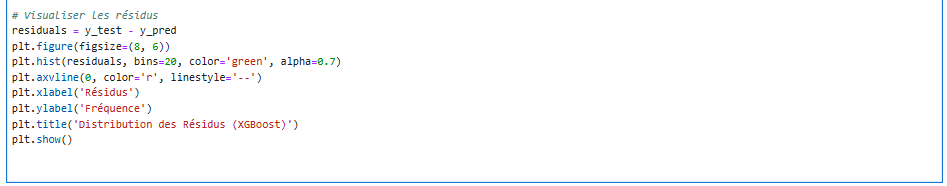 # Visualiser les résidus
residuals = y_test - y_pred
plt.figure(figsize=(8, 6))
plt.hist(residuals, bins=20, color='green', alpha=0.7)
plt.axvline(0, color='r', linestyle='--')
plt.xlabel('Résidus')
plt.ylabel('Fréquence')
plt.title('Distribution des Résidus (XGBoost)')
plt.show()